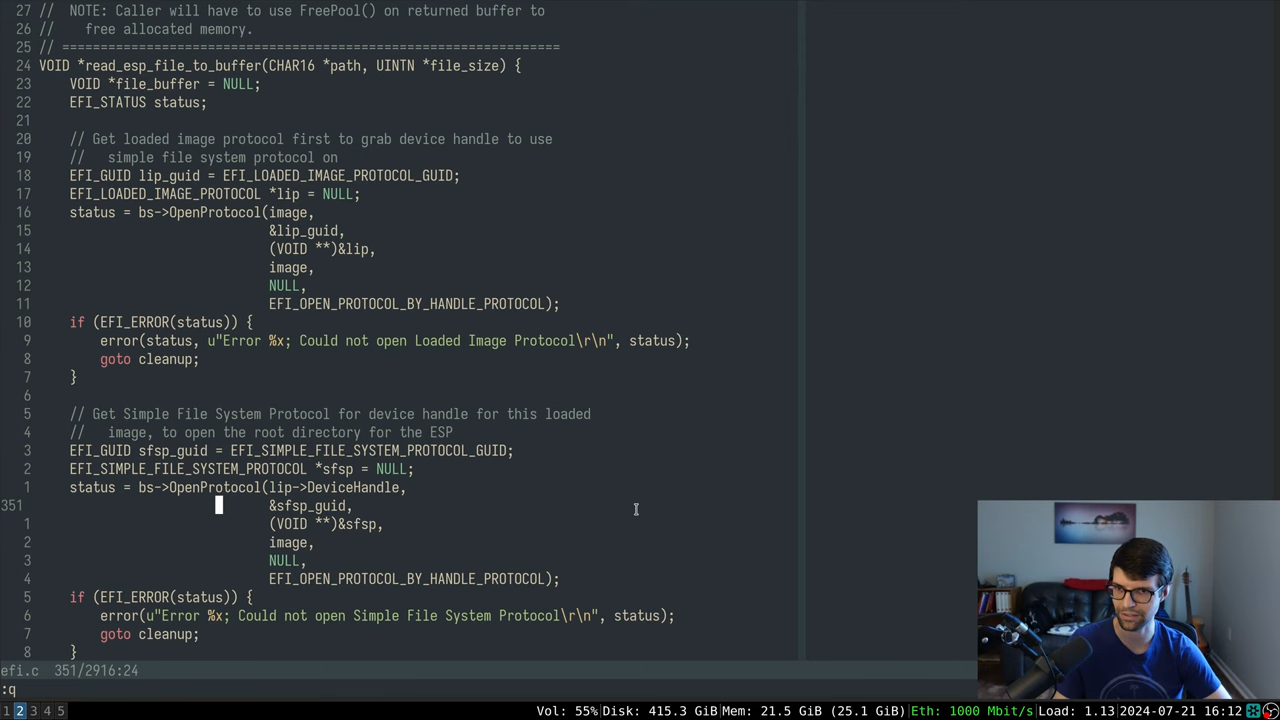 27 //  NOTE: Caller will have to use FreePool() on returned buffer to
26 //    free allocated memory.
25 // =================================================================
24 VOID *read_esp_file_to_buffer(CHAR16 *path, UINTN *file_size) {
23     VOID *file_buffer = NULL;
22     EFI_STATUS status;
21
20     // Get loaded image protocol first to grab device handle to use
19     //   simple file system protocol on
18     EFI_GUID lip_guid = EFI_LOADED_IMAGE_PROTOCOL_GUID;
17     EFI_LOADED_IMAGE_PROTOCOL *lip = NULL;
16     status = bs->OpenProtocol(image,
15                               &lip_guid,
14                               (VOID **)&lip,
13                               image,
12                               NULL,
11                               EFI_OPEN_PROTOCOL_BY_HANDLE_PROTOCOL);
10     if (EFI_ERROR(status)) {
9         error(status, u"Error %x; Could not open Loaded Image Protocol\r\n", status);
8         goto cleanup;
7     }
6
5     // Get Simple File System Protocol for device handle for this loaded
4     //   image, to open the root directory for the ESP
3     EFI_GUID sfsp_guid = EFI_SIMPLE_FILE_SYSTEM_PROTOCOL_GUID;
2     EFI_SIMPLE_FILE_SYSTEM_PROTOCOL *sfsp = NULL;
1     status = bs->OpenProtocol(lip->DeviceHandle,
351                               &sfsp_guid,
1                               (VOID **)&sfsp,
2                               image,
3                               NULL,
4                               EFI_OPEN_PROTOCOL_BY_HANDLE_PROTOCOL);
5     if (EFI_ERROR(status)) {
6         error(u"Error %x; Could not open Simple File System Protocol\r\n", status);
7         goto cleanup;
8     }
efi.c  351/2916:24
:q
1 2 3 4 5 Vol: 55% Disk: 415.3 GiB Mem: 21.5 GiB (25.1 GiB) Eth: 1000 Mbit/s Load: 1.13 2024-07-21 16:12